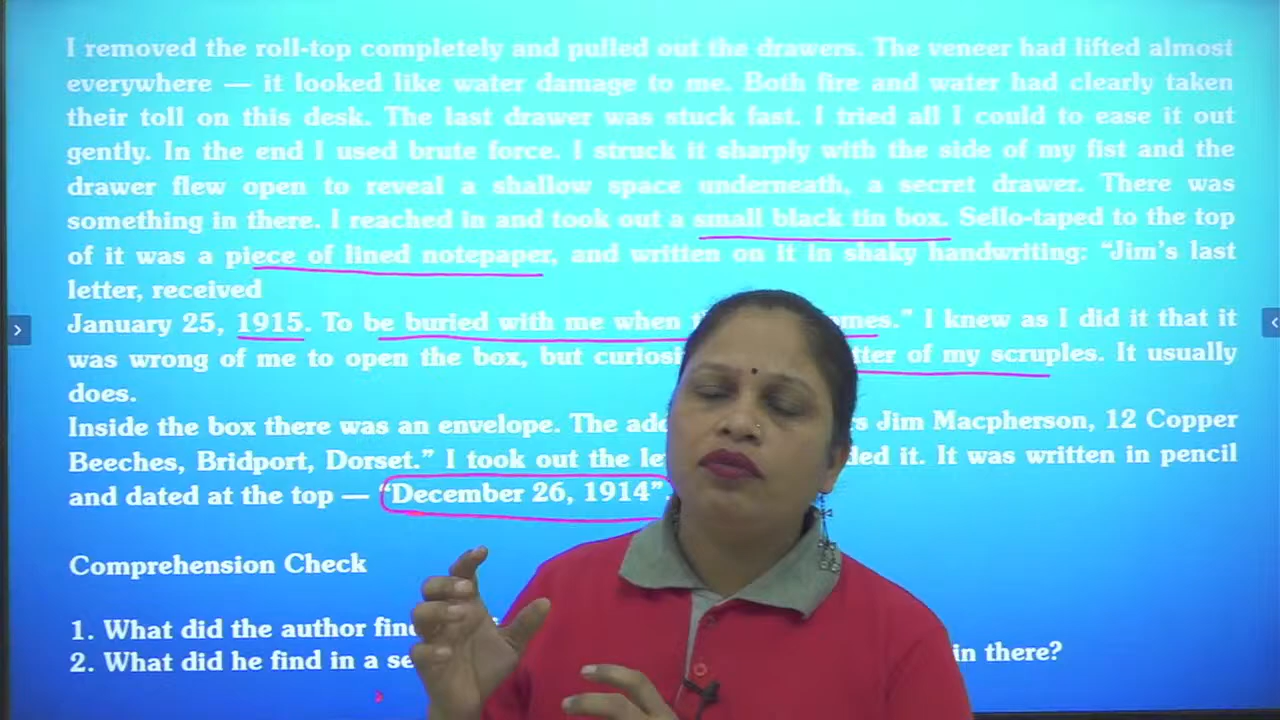 I removed the roll-top completely and pulled out the drawers. The veneer had lifted almost
everywhere — it looked like water damage to me. Both fire and water had clearly taken
their toll on this desk. The last drawer was stuck fast. I tried all I could to ease it out
gently. In the end I used brute force. I struck it sharply with the side of my fist and the
drawer flew open to reveal a shallow space underneath, a secret drawer. There was
something in there. I reached in and took out a small black tin box. Sello-taped to the top
of it was a piece of lined notepaper, and written on it in shaky handwriting: “Jim’s last
letter, received
January 25, 1915. To be buried with me when .” I knew as I did it that it
was wrong of me to open the box, but of my scruples. It usually
does.
Inside the box there was an envelope. The Jim Macpherson, 12 Copper
Beeches, Bridport, Dorset.” I took out the it. It was written in pencil
and dated at the top — “December 26, 1914”.
Comprehension Check
1. What did the author
2. What did he find in a in there?